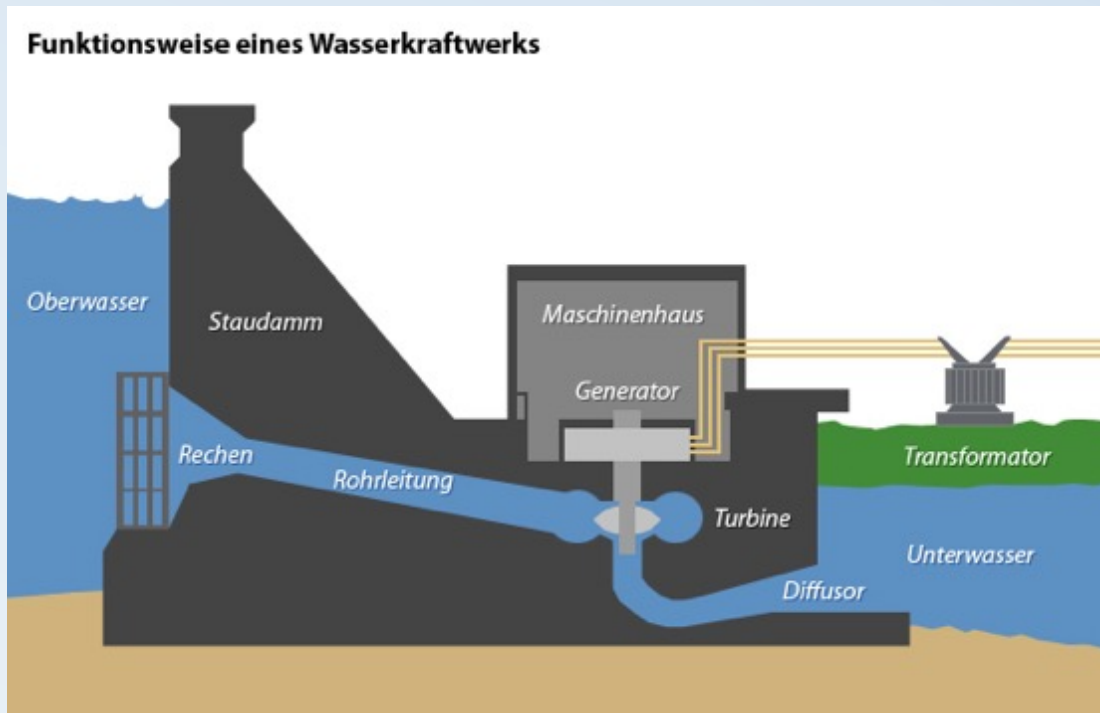 Funktionsweise eines Wasserkraftwerks
Oberwasser
Staudamm
Maschinenhaus
Generator
Rechen
Rohrleitung
Transformator
Turbine
Unterwasser
Diffusor